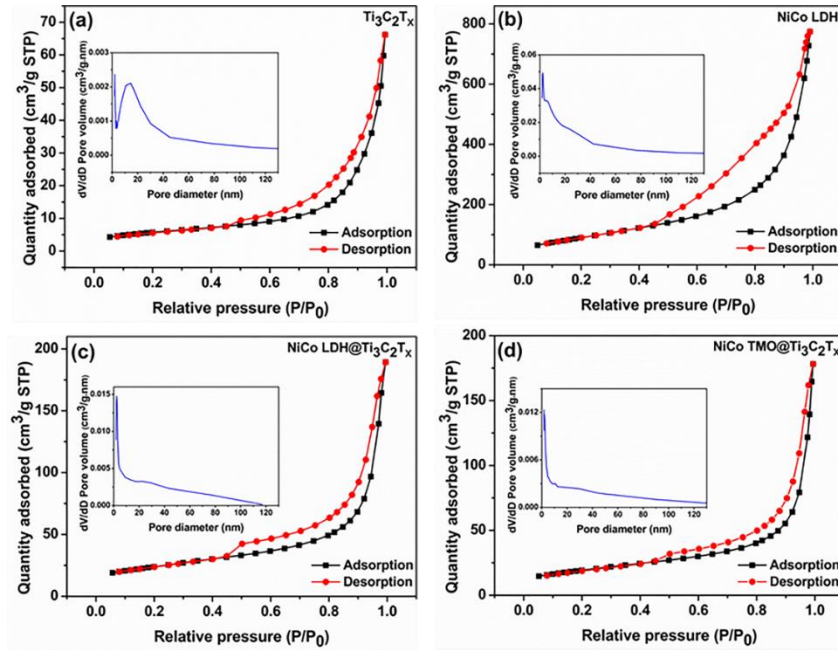 (a)
Ti₃C₂Tₓ
Quantity adsorbed (cm³/g STP)
70
60
50
40
30
20
10
0
0.0 0.2 0.4 0.6 0.8 1.0
Relative pressure (P/P₀)
dV/dD Pore volume (cm³/g.nm)
0.003
0.002
0.001
0.000
0 20 40 60 80 100 120
Pore diameter (nm)
Adsorption
Desorption
(b)
NiCo LDH
Quantity adsorbed (cm³/g STP)
800
600
400
200
0
0.0 0.2 0.4 0.6 0.8 1.0
Relative pressure (P/P₀)
dV/dD Pore volume (cm³/g.nm)
0.06
0.04
0.02
0.00
0 20 40 60 80 100 120
Pore diameter (nm)
Adsorption
Desorption
(c)
NiCo LDH@Ti₃C₂Tₓ
Quantity adsorbed (cm³/g STP)
200
150
100
50
0
0.0 0.2 0.4 0.6 0.8 1.0
Relative pressure (P/P₀)
dV/dD Pore volume (cm³/g.nm)
0.015
0.010
0.005
0.000
0 20 40 60 80 100 120
Pore diameter (nm)
Adsorption
Desorption
(d)
NiCo TMO@Ti₃C₂Tₓ
Quantity adsorbed (cm³/g STP)
200
150
100
50
0
0.0 0.2 0.4 0.6 0.8 1.0
Relative pressure (P/P₀)
dV/dD Pore volume (cm³/g.nm)
0.012
0.008
0.004
0.000
0 20 40 60 80 100 120
Pore diameter (nm)
Adsorption
Desorption